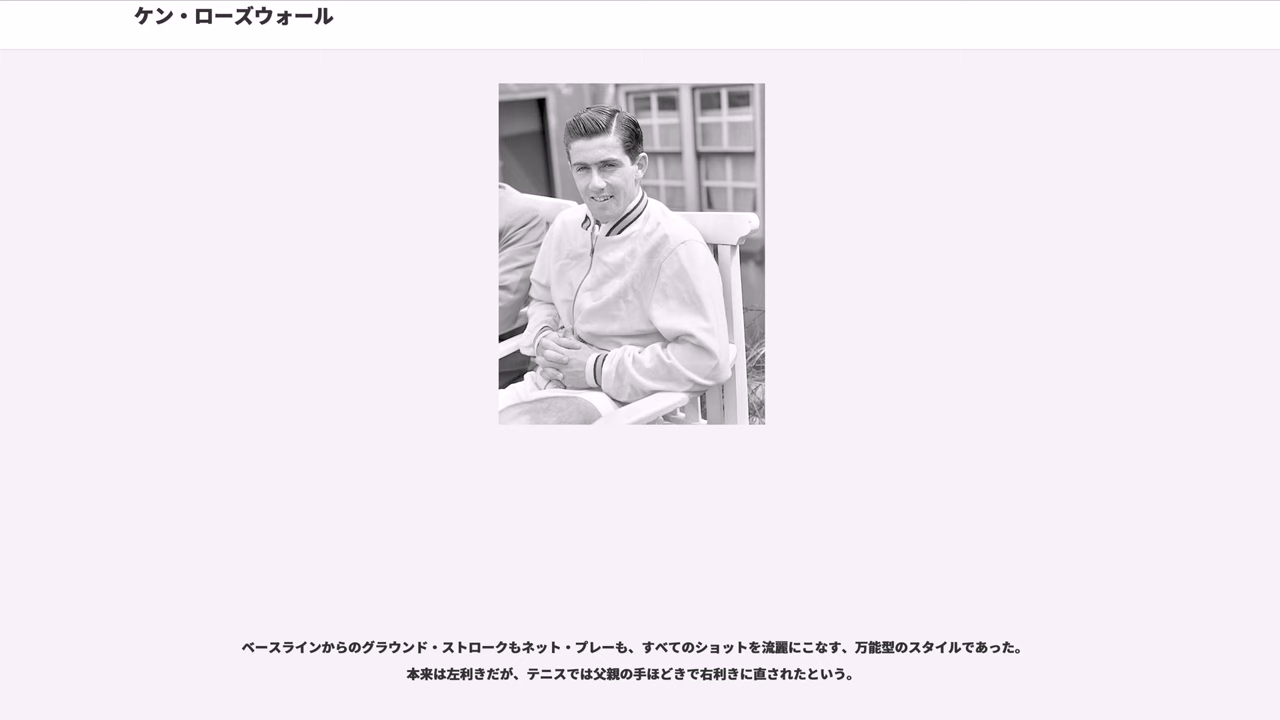 ケン・ローズウォール
ベースラインからのグラウンド・ストロークもネット・プレーも、すべてのショットを流麗にこなす、万能型のスタイルであった。
本来は左利きだが、テニスでは父親の手ほどきで右利きに直されたという。